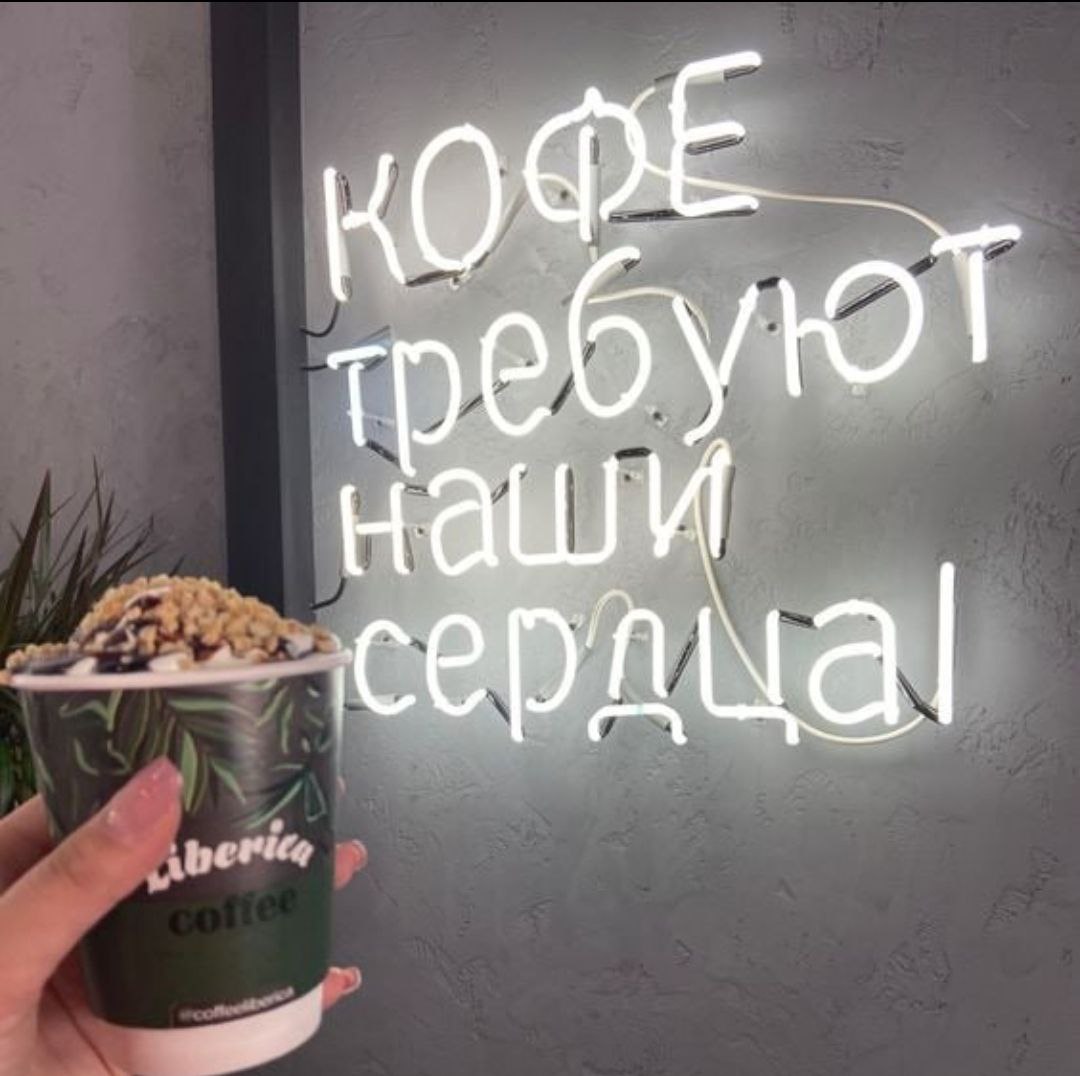 КОФЕ
требуют
наши
сердца!
Liberica
coffee
@coffeeliberica